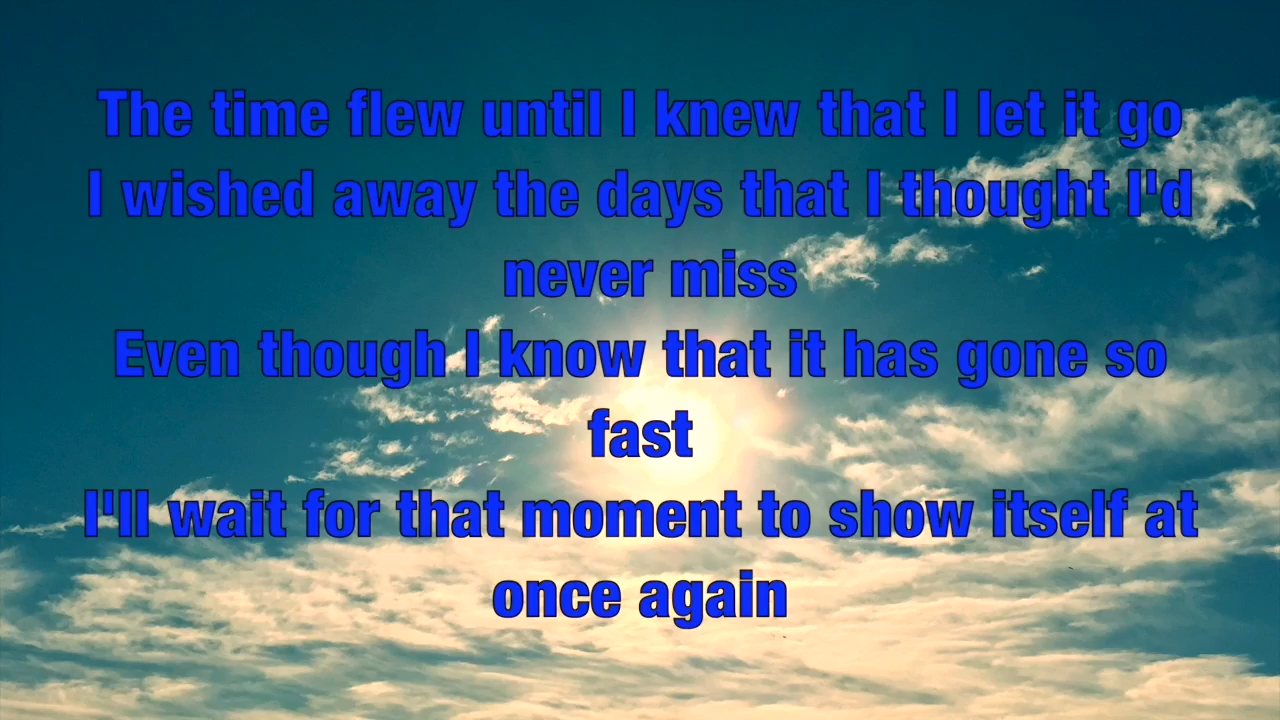 The time flew until I knew that I let it go
I wished away the days that I thought I'd
never miss
Even though I know that it has gone so
fast
I'll wait for that moment to show itself at
once again